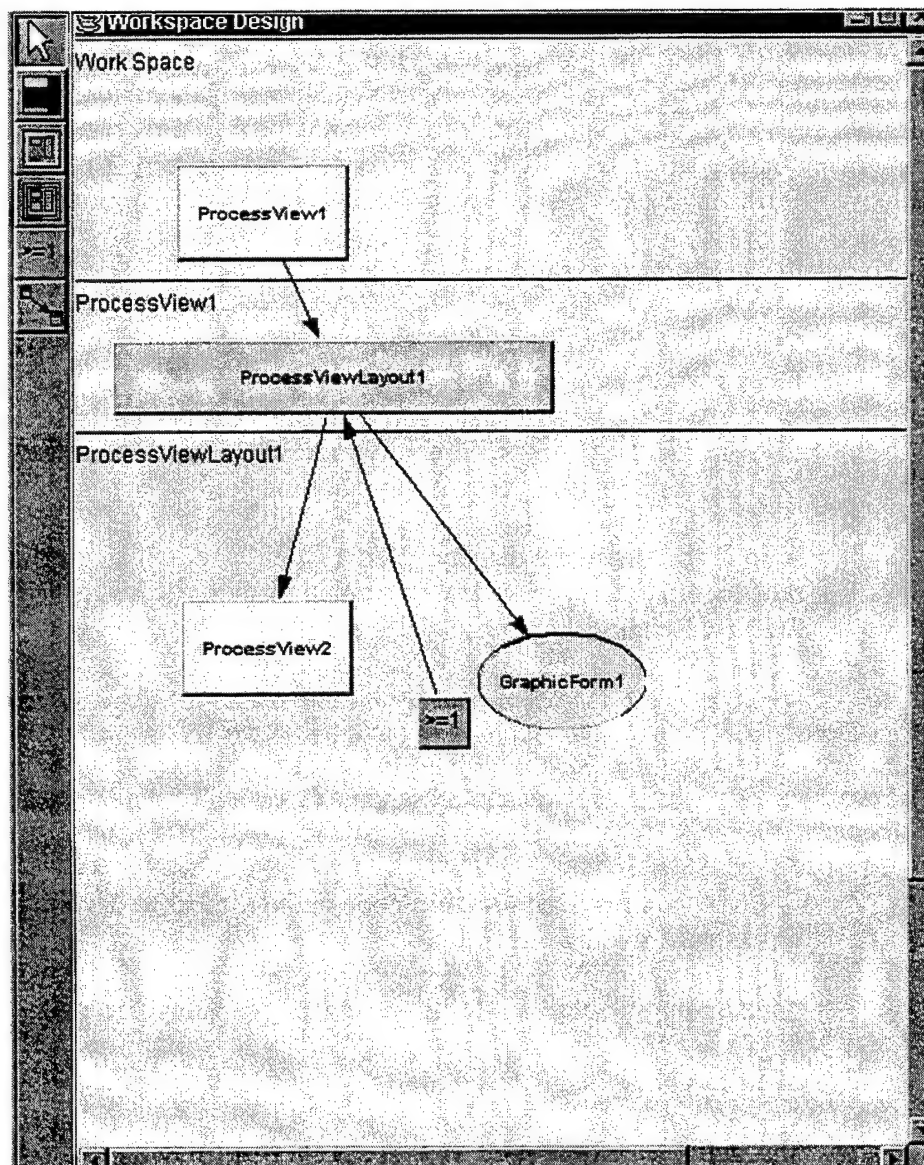 Workspace Design
Work Space
ProcessView1
>=1
ProcessView1
ProcessViewLayout1
ProcessViewLayout1
ProcessView2
GraphicForm1
>=1